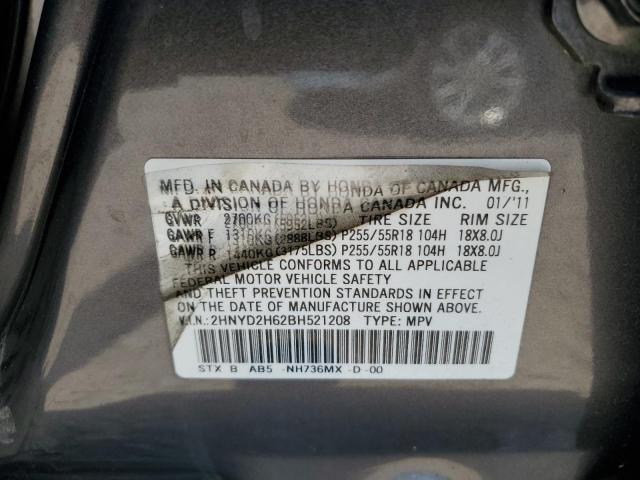 MFD. IN CANADA BY HONDA OF CANADA MFG.,
A DIVISION OF HONDA CANADA INC. 01/'11
GVWR 2700KG(5952LBS) TIRE SIZE RIM SIZE
GAWR F 1310KG(2888LBS) P255/55R18 104H 18X8.0J
GAWR R 1440KG(3175LBS) P255/55R18 104H 18X8.0J
THIS VEHICLE CONFORMS TO ALL APPLICABLE
FEDERAL MOTOR VEHICLE SAFETY
AND THEFT PREVENTION STANDARDS IN EFFECT
ON THE DATE OF MANUFACTURE SHOWN ABOVE.
V.I.N.: 2HNYD2H62BH521208 TYPE: MPV
STX B AB5 -NH736MX -D -00